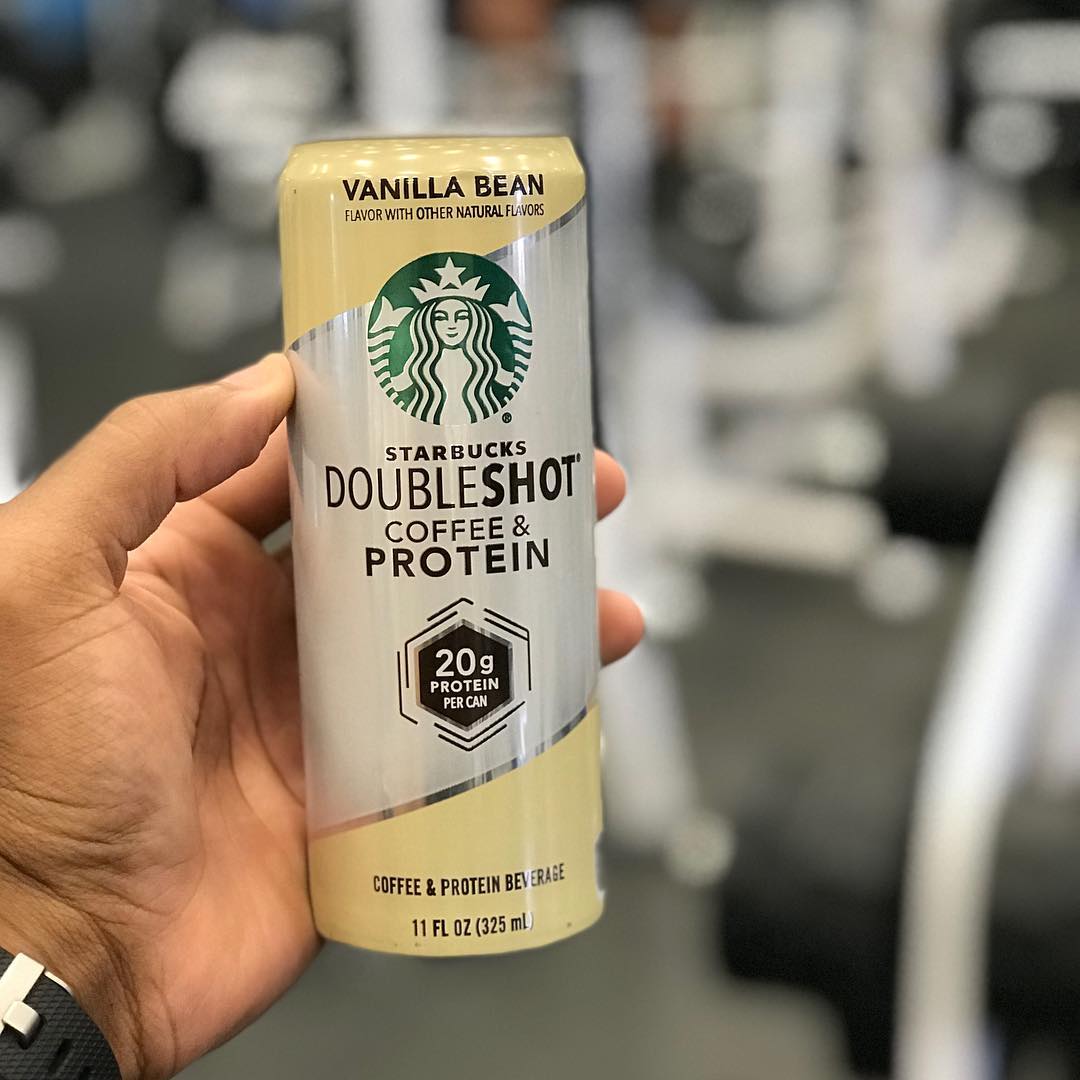 VANILLA BEAN
FLAVOR WITH OTHER NATURAL FLAVORS
®
STARBUCKS
DOUBLESHOT®
COFFEE &
PROTEIN
20g
PROTEIN
PER CAN
COFFEE & PROTEIN BEVERAGE
11 FL OZ (325 mL)